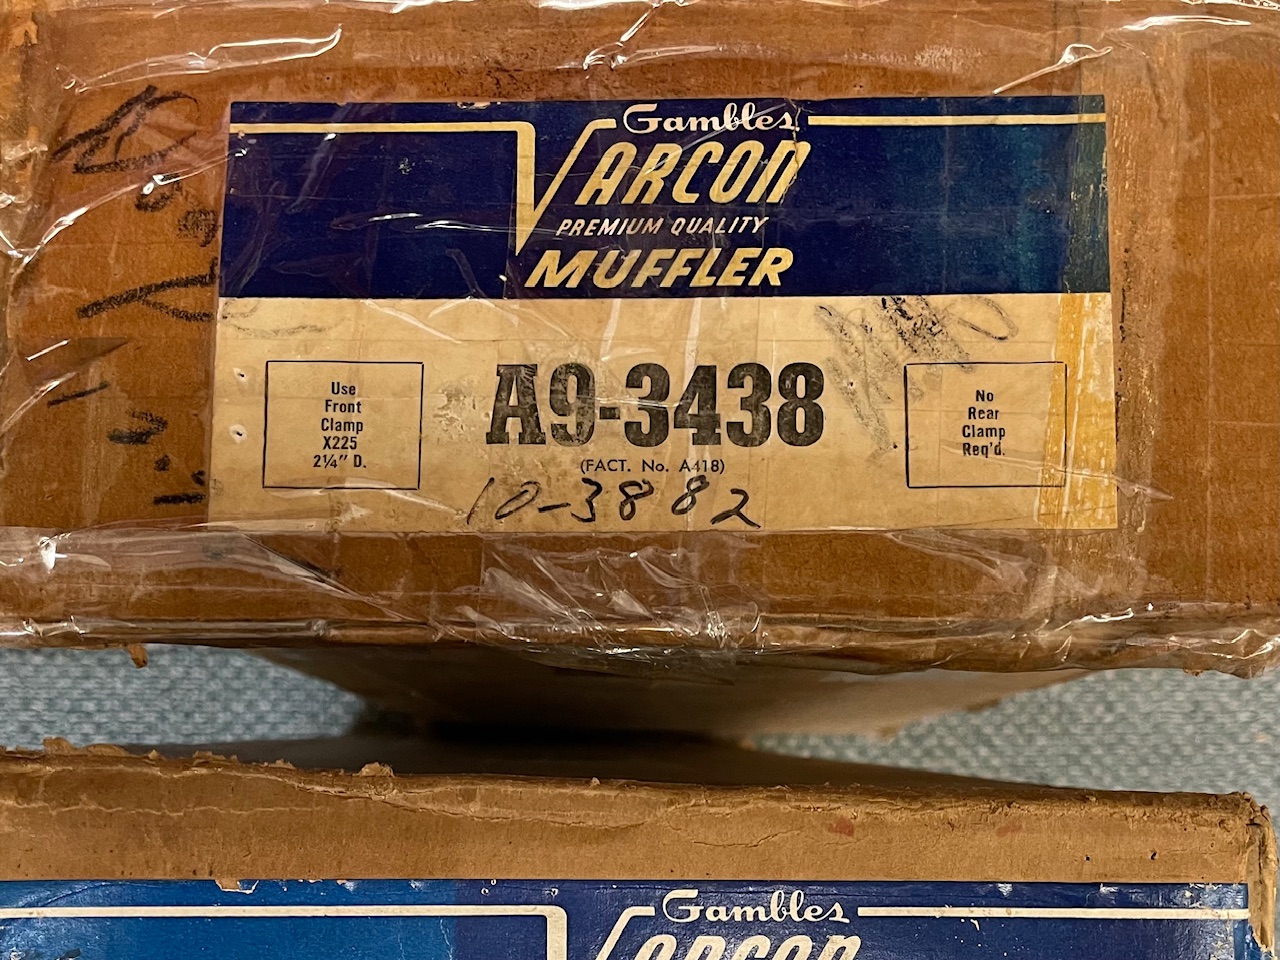 Gambles
VARCON
PREMIUM QUALITY
MUFFLER
Use
Front
Clamp
X225
2¼" D.
A9-3438
(FACT. No. A418)
10-3882
No
Rear
Clamp
Req'd.
Gambles
VARCON